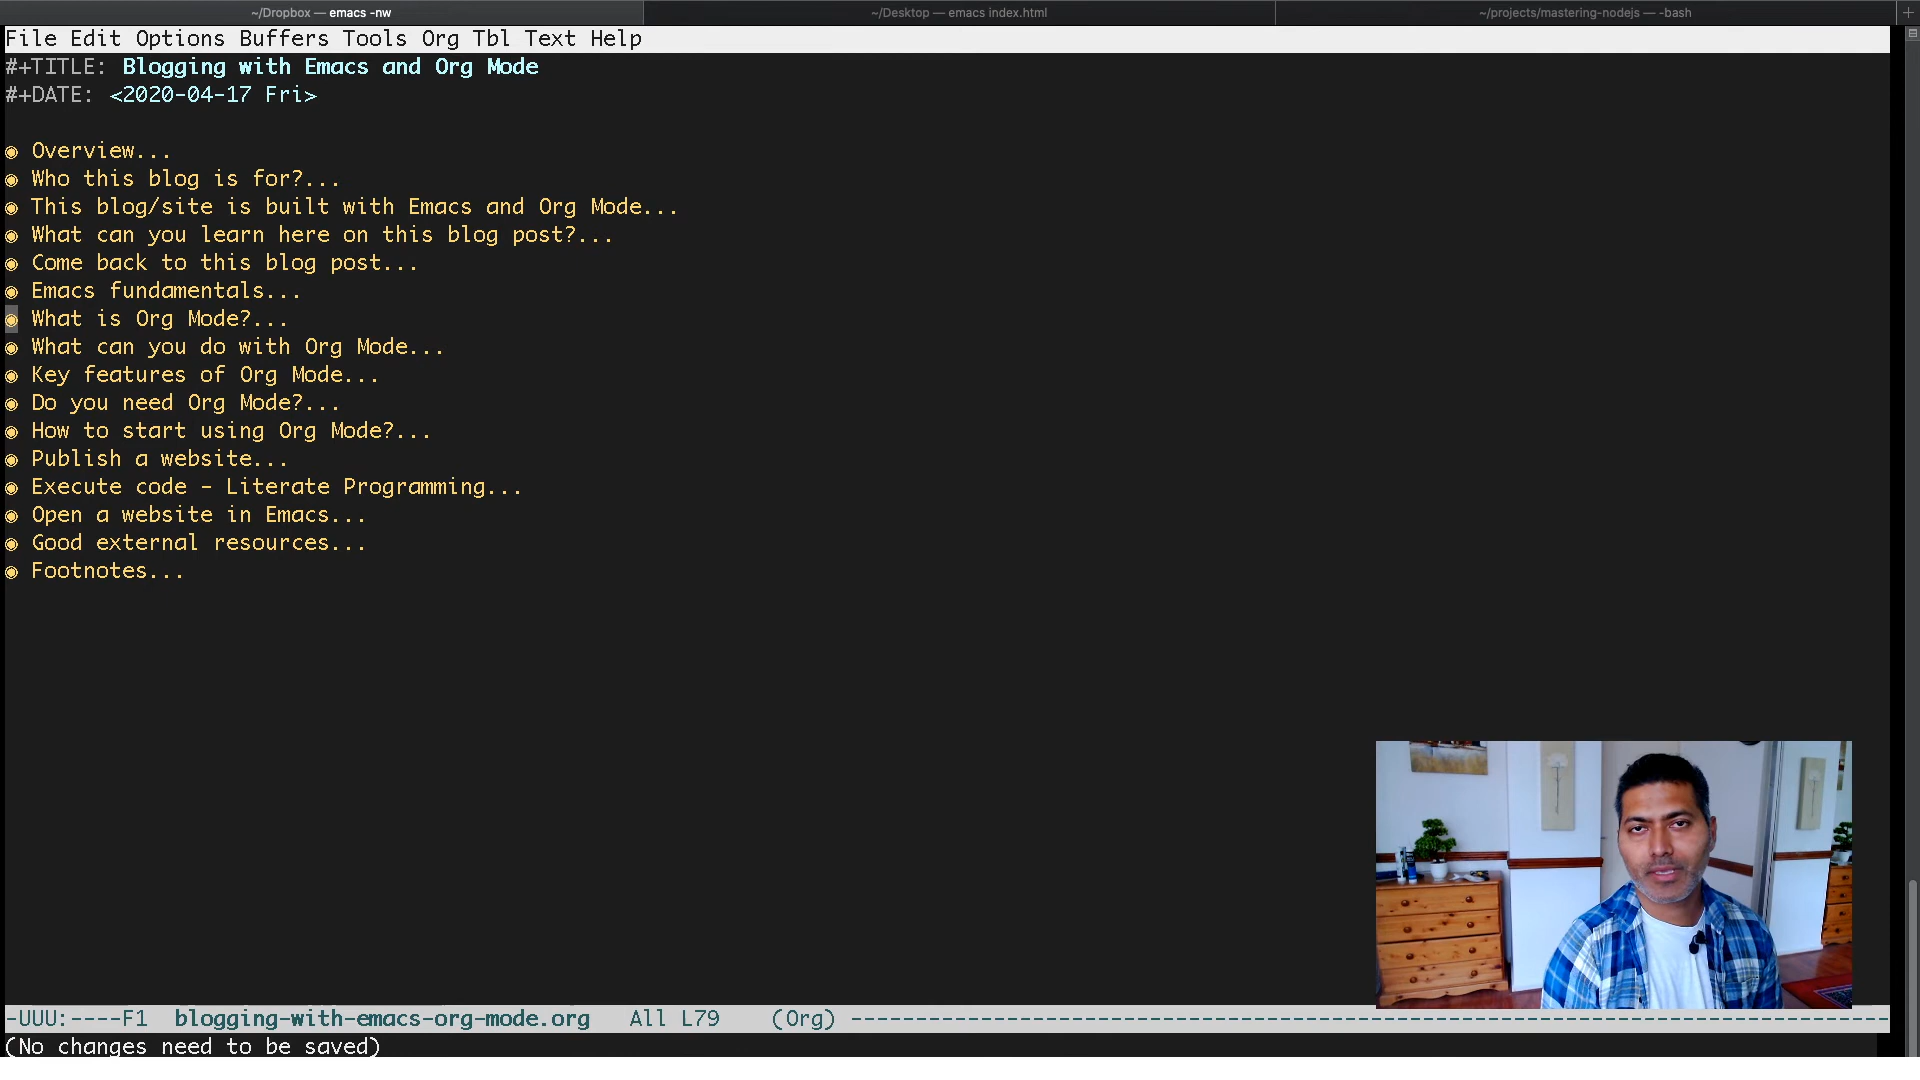 ~/Dropbox — emacs -nw
~/Desktop — emacs index.html
~/projects/mastering-nodejs — -bash
File Edit Options Buffers Tools Org Tbl Text Help
#+TITLE: Blogging with Emacs and Org Mode
#+DATE: <2020-04-17 Fri>
◉ Overview...
◉ Who this blog is for?...
◉ This blog/site is built with Emacs and Org Mode...
◉ What can you learn here on this blog post?...
◉ Come back to this blog post...
◉ Emacs fundamentals...
◉ What is Org Mode?...
◉ What can you do with Org Mode...
◉ Key features of Org Mode...
◉ Do you need Org Mode?...
◉ How to start using Org Mode?...
◉ Publish a website...
◉ Execute code - Literate Programming...
◉ Open a website in Emacs...
◉ Good external resources...
◉ Footnotes...
-UUU:----F1  blogging-with-emacs-org-mode.org   All L79    (Org) --------------------------------------------------------------------------------
(No changes need to be saved)